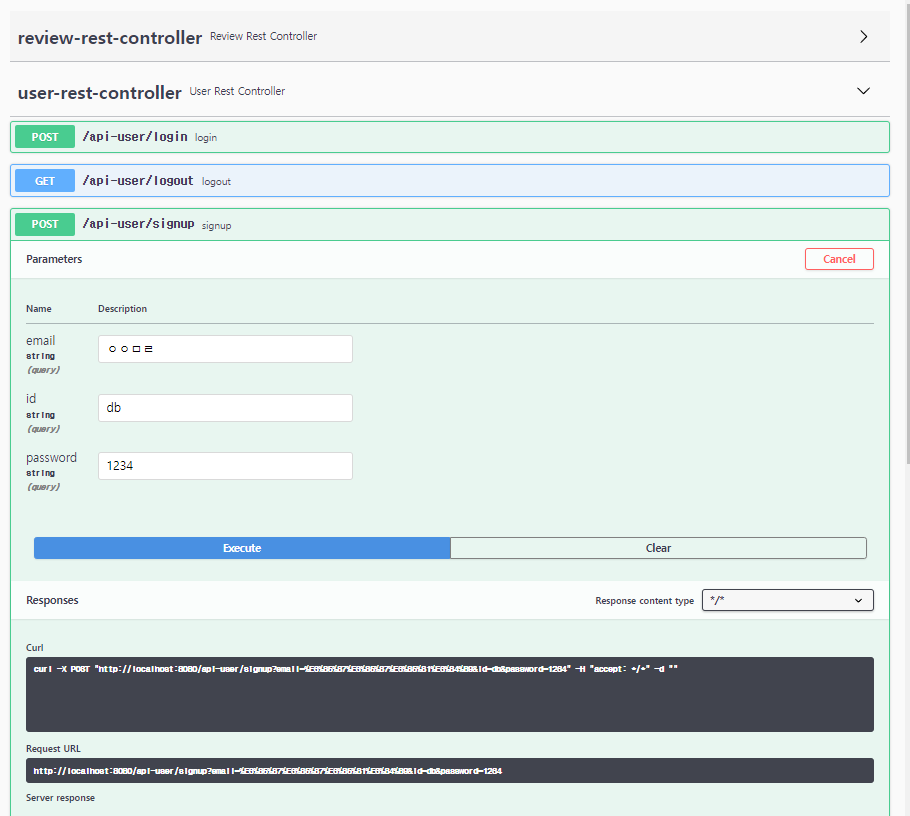 review-rest-controller Review Rest Controller
user-rest-controller User Rest Controller
POST /api-user/login login
GET /api-user/logout logout
POST /api-user/signup signup
Parameters Cancel
Name Description
email
string
(query)
ㅇㅇㅁㄹ
id
string
(query)
db
password
string
(query)
1234
Execute Clear
Responses Response content type */*
Curl
curl -X POST "http://localhost:8080/api-user/signup?email=%E3%85%87%E3%85%87%E3%85%81%E3%84%B9&id=db&password=1234" -H "accept: */*" -d ""
Request URL
http://localhost:8080/api-user/signup?email=%E3%85%87%E3%85%87%E3%85%81%E3%84%B9&id=db&password=1234
Server response